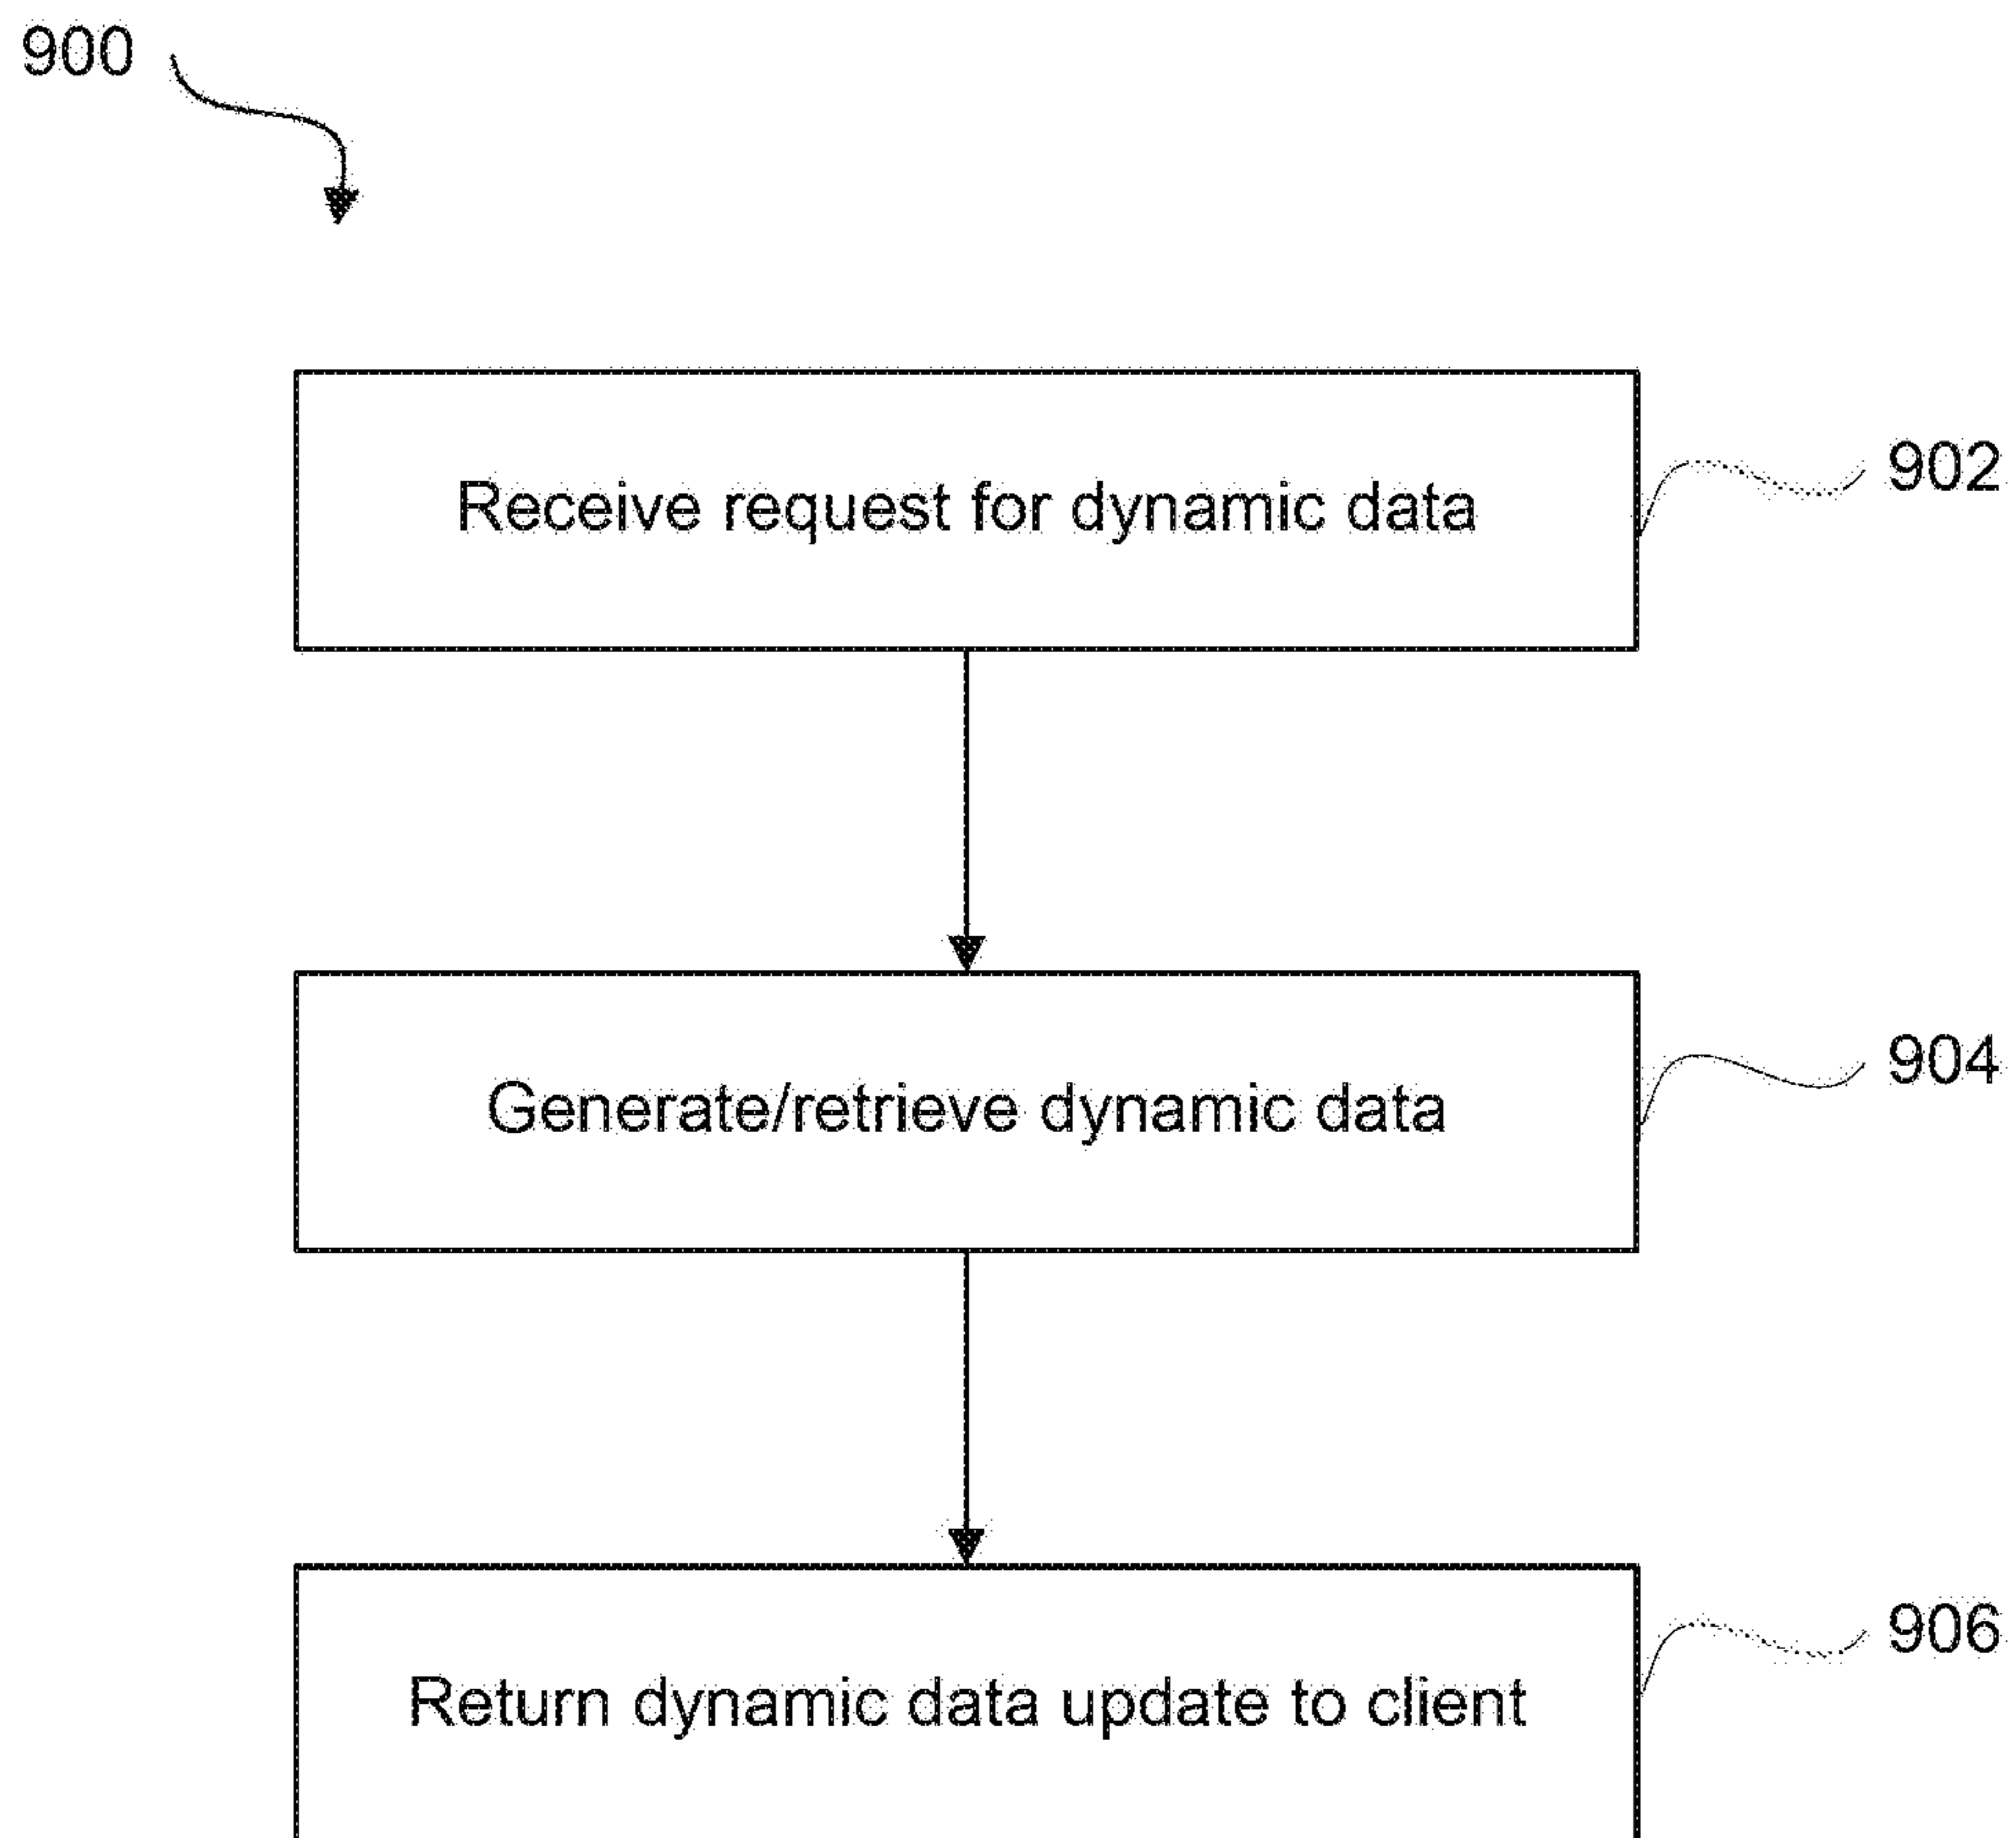 900
Receive request for dynamic data
902
Generate/retrieve dynamic data
904
Return dynamic data update to client
906